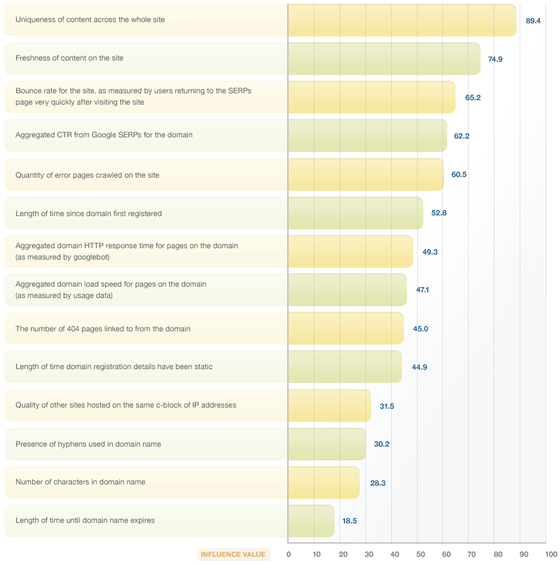 Uniqueness of content across the whole site
89.4
Freshness of content on the site
74.9
Bounce rate for the site, as measured by users returning to the SERPs
page very quickly after visiting the site
65.2
Aggregated CTR from Google SERPs for the domain
62.2
Quantity of error pages crawled on the site
60.5
Length of time since domain first registered
52.8
Aggregated domain HTTP response time for pages on the domain
(as measured by googlebot)
49.3
Aggregated domain load speed for pages on the domain
(as measured by usage data)
47.1
The number of 404 pages linked to from the domain
45.0
Length of time domain registration details have been static
44.9
Quality of other sites hosted on the same c-block of IP addresses
31.5
Presence of hyphens used in domain name
30.2
Number of characters in domain name
28.3
Length of time until domain name expires
18.5
INFLUENCE VALUE 0 10 20 30 40 50 60 70 80 90 100